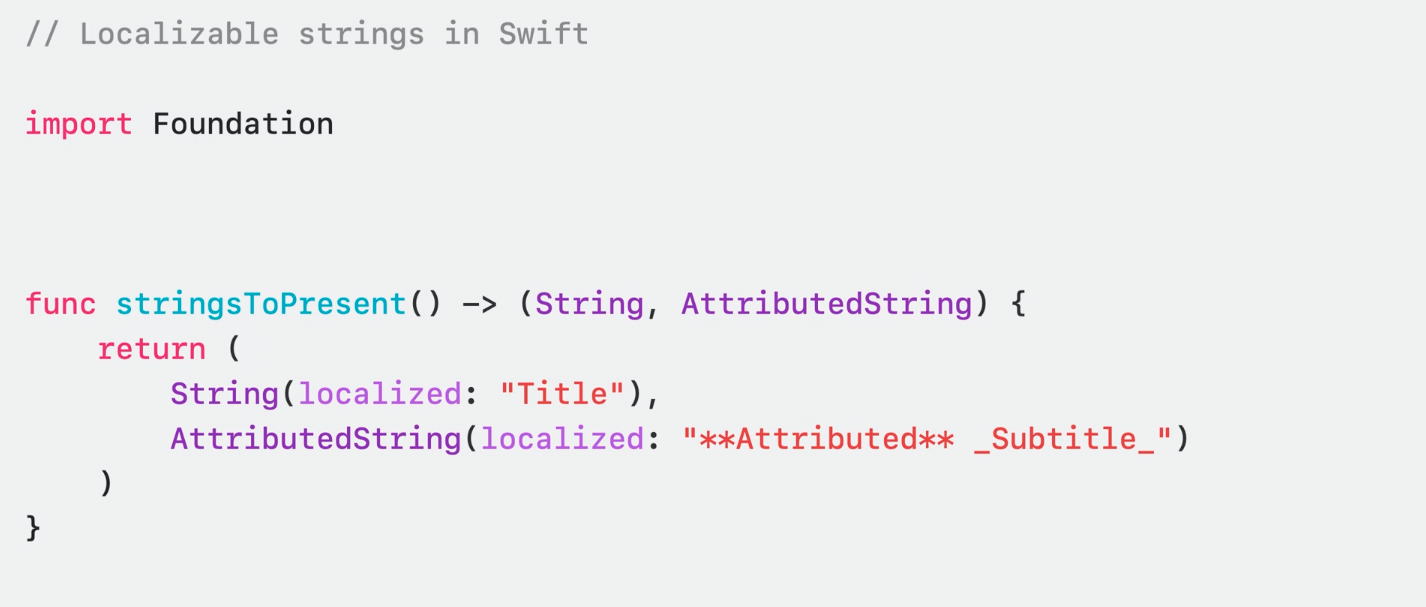 // Localizable strings in Swift
import Foundation
func stringsToPresent() -> (String, AttributedString) {
    return (
        String(localized: "Title"),
        AttributedString(localized: "**Attributed** _Subtitle_")
    )
}